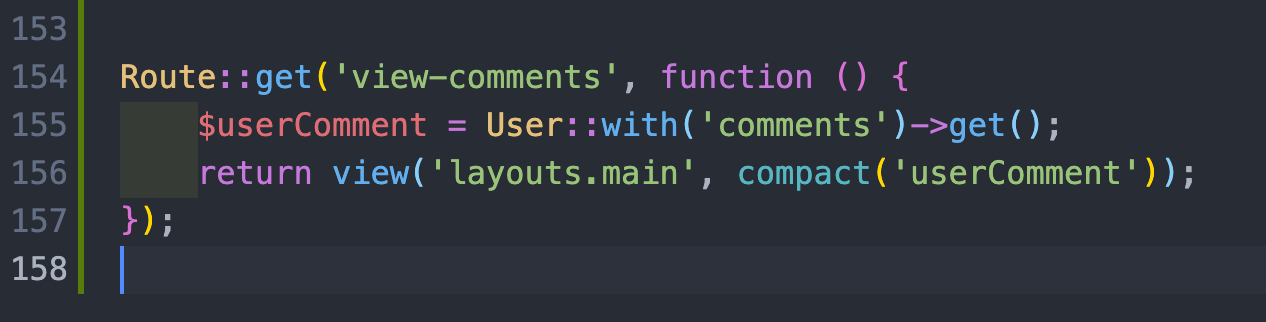 153
154 Route::get('view-comments', function () {
155     $userComment = User::with('comments')->get();
156     return view('layouts.main', compact('userComment'));
157 });
158